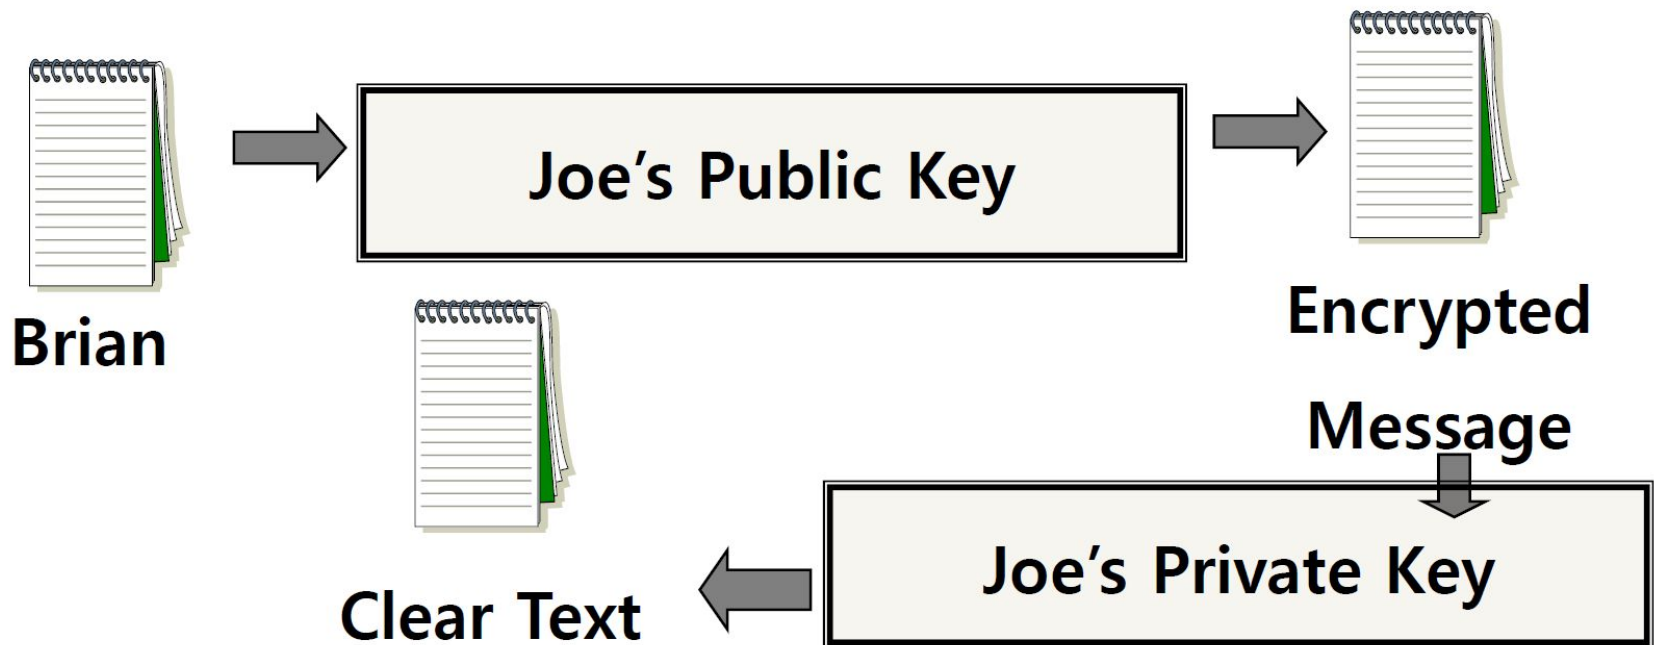 Joe’s Public Key
Brian
Encrypted
Message
Joe’s Private Key
Clear Text